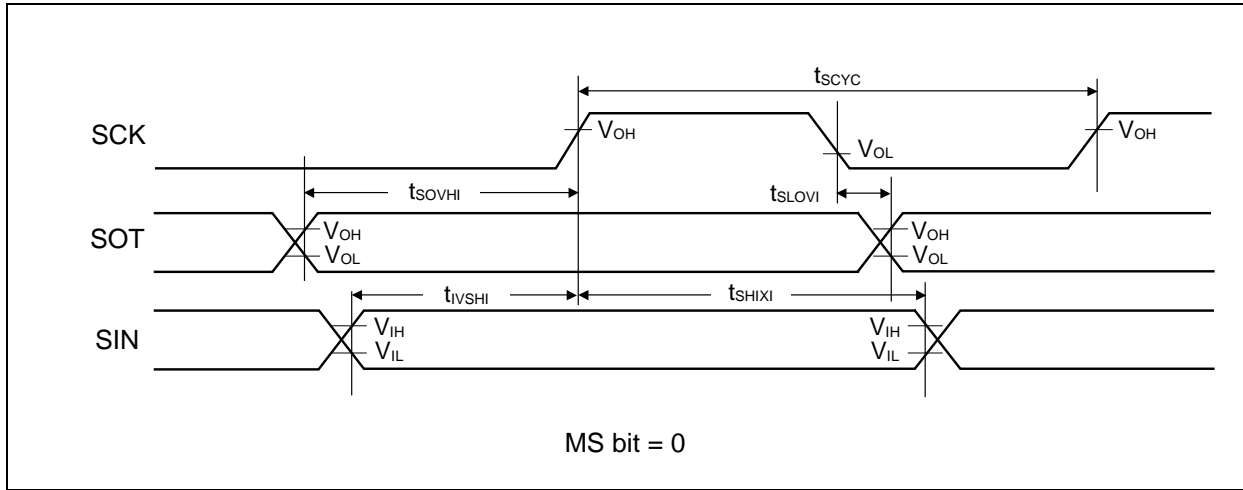 tSCYC
SCK
VOH
VOL
VOH
tSOVHI
tSLOVI
SOT
VOH
VOL
VOH
VOL
tIVSHI
tSHIXI
SIN
VIH
VIL
VIH
VIL
MS bit = 0